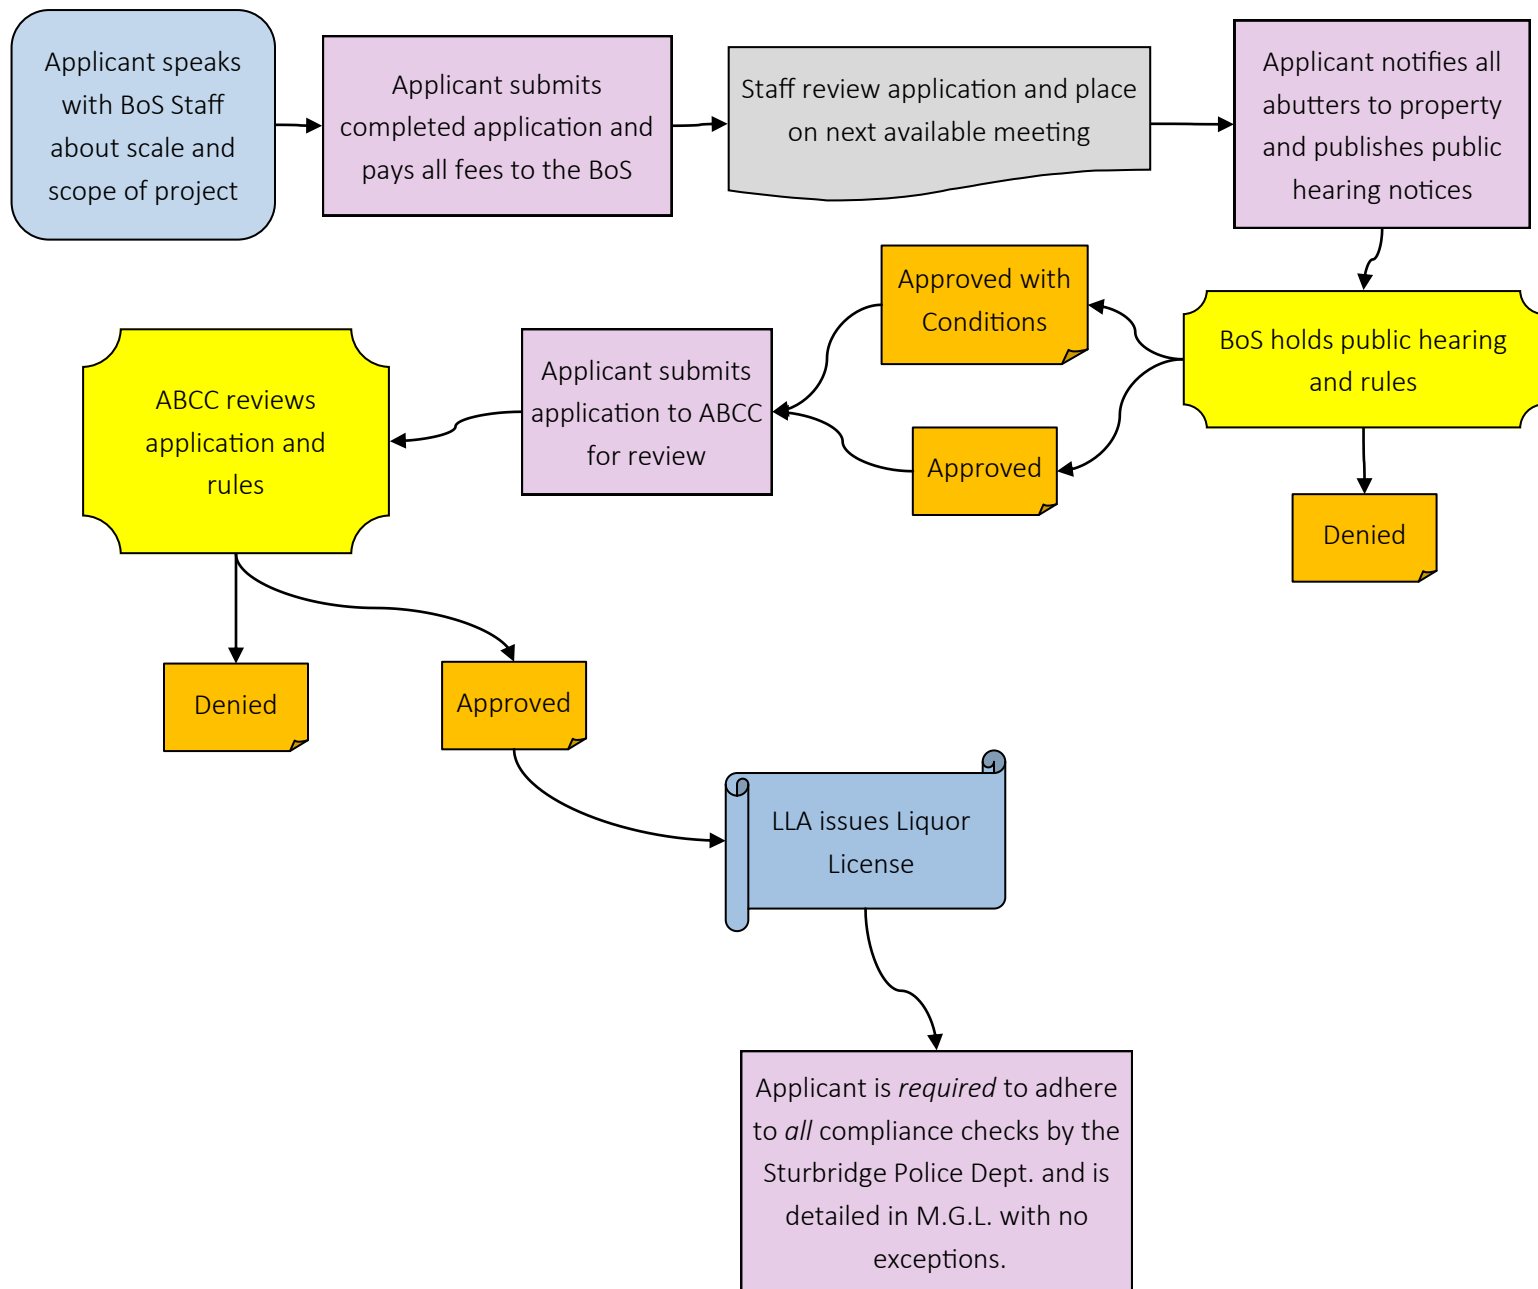 Applicant speaks
with BoS Staff
about scale and
scope of project
Applicant submits
completed application and
pays all fees to the BoS
Staff review application and place
on next available meeting
Applicant notifies all
abutters to property
and publishes public
hearing notices
BoS holds public hearing
and rules
Approved with
Conditions
Approved
Denied
Applicant submits
application to ABCC
for review
ABCC reviews
application and
rules
Denied
Approved
LLA issues Liquor
License
Applicant is required to adhere
to all compliance checks by the
Sturbridge Police Dept. and is
detailed in M.G.L. with no
exceptions.